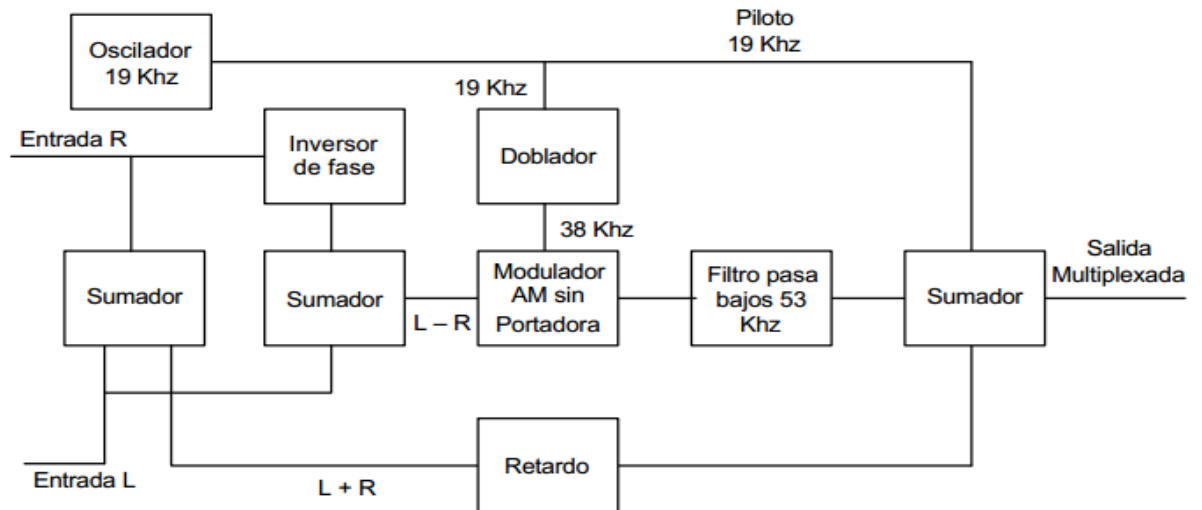 Oscilador
19 Khz
Piloto
19 Khz
19 Khz
Entrada R
Inversor
de fase
Doblador
38 Khz
Sumador
Sumador
L – R
Modulador
AM sin
Portadora
Filtro pasa
bajos 53
Khz
Sumador
Salida
Multiplexada
Entrada L
L + R
Retardo